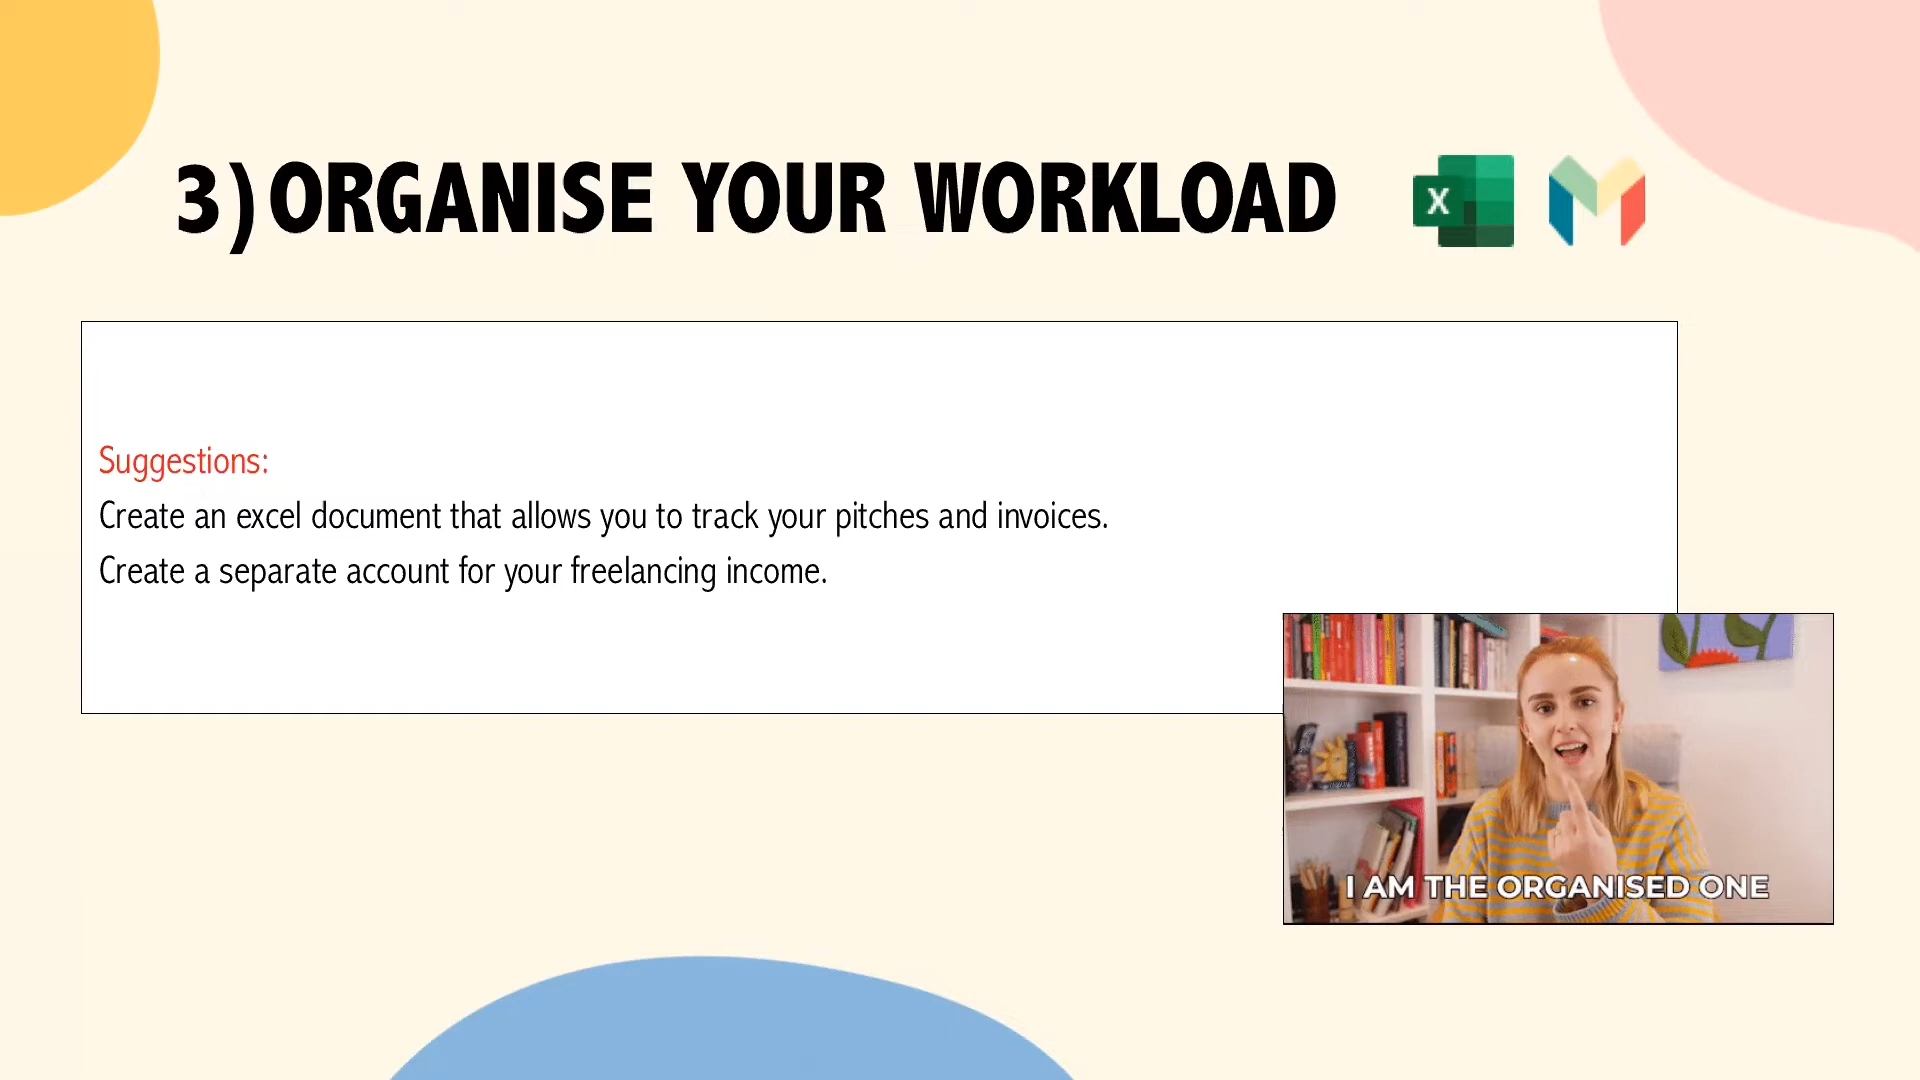 3) ORGANISE YOUR WORKLOAD
X
Suggestions:
Create an excel document that allows you to track your pitches and invoices.
Create a separate account for your freelancing income.
I AM THE ORGANISED ONE